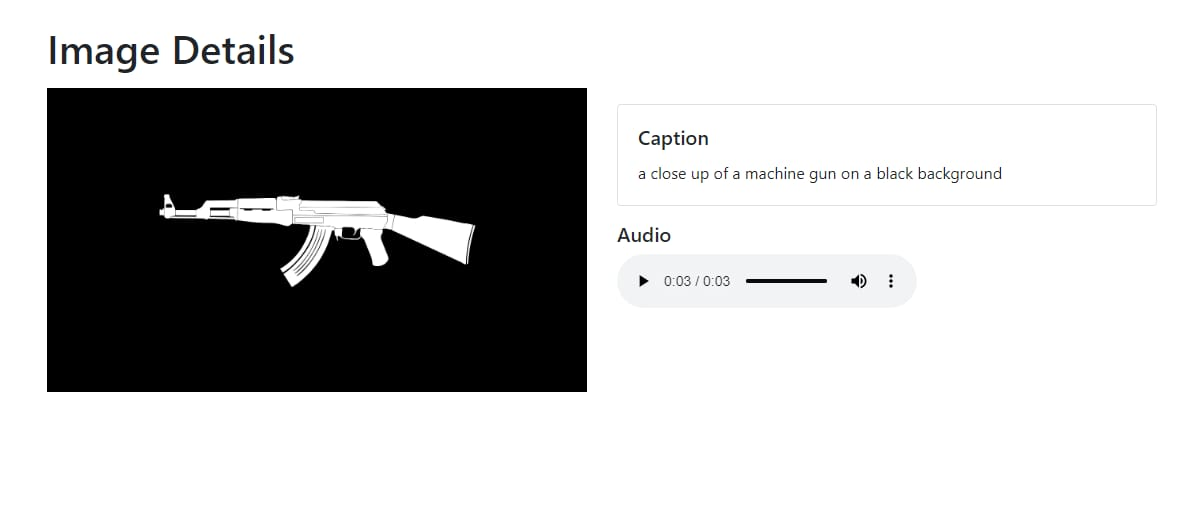 Image Details
Caption
a close up of a machine gun on a black background
Audio
0:03 / 0:03